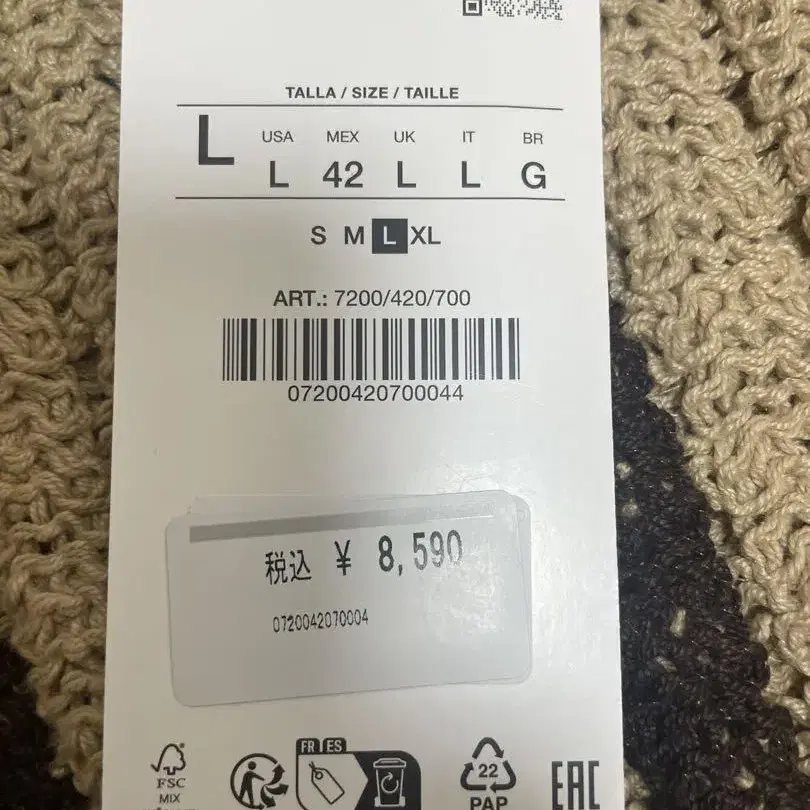 TALLA / SIZE / TAILLE
L
USA MEX UK IT BR
L 42 L L G
S M L XL
ART.: 7200/420/700
07200420700044
税込 ¥ 8,590
0720042070004
FR ES
FSC
MIX
22
PAP
EAC